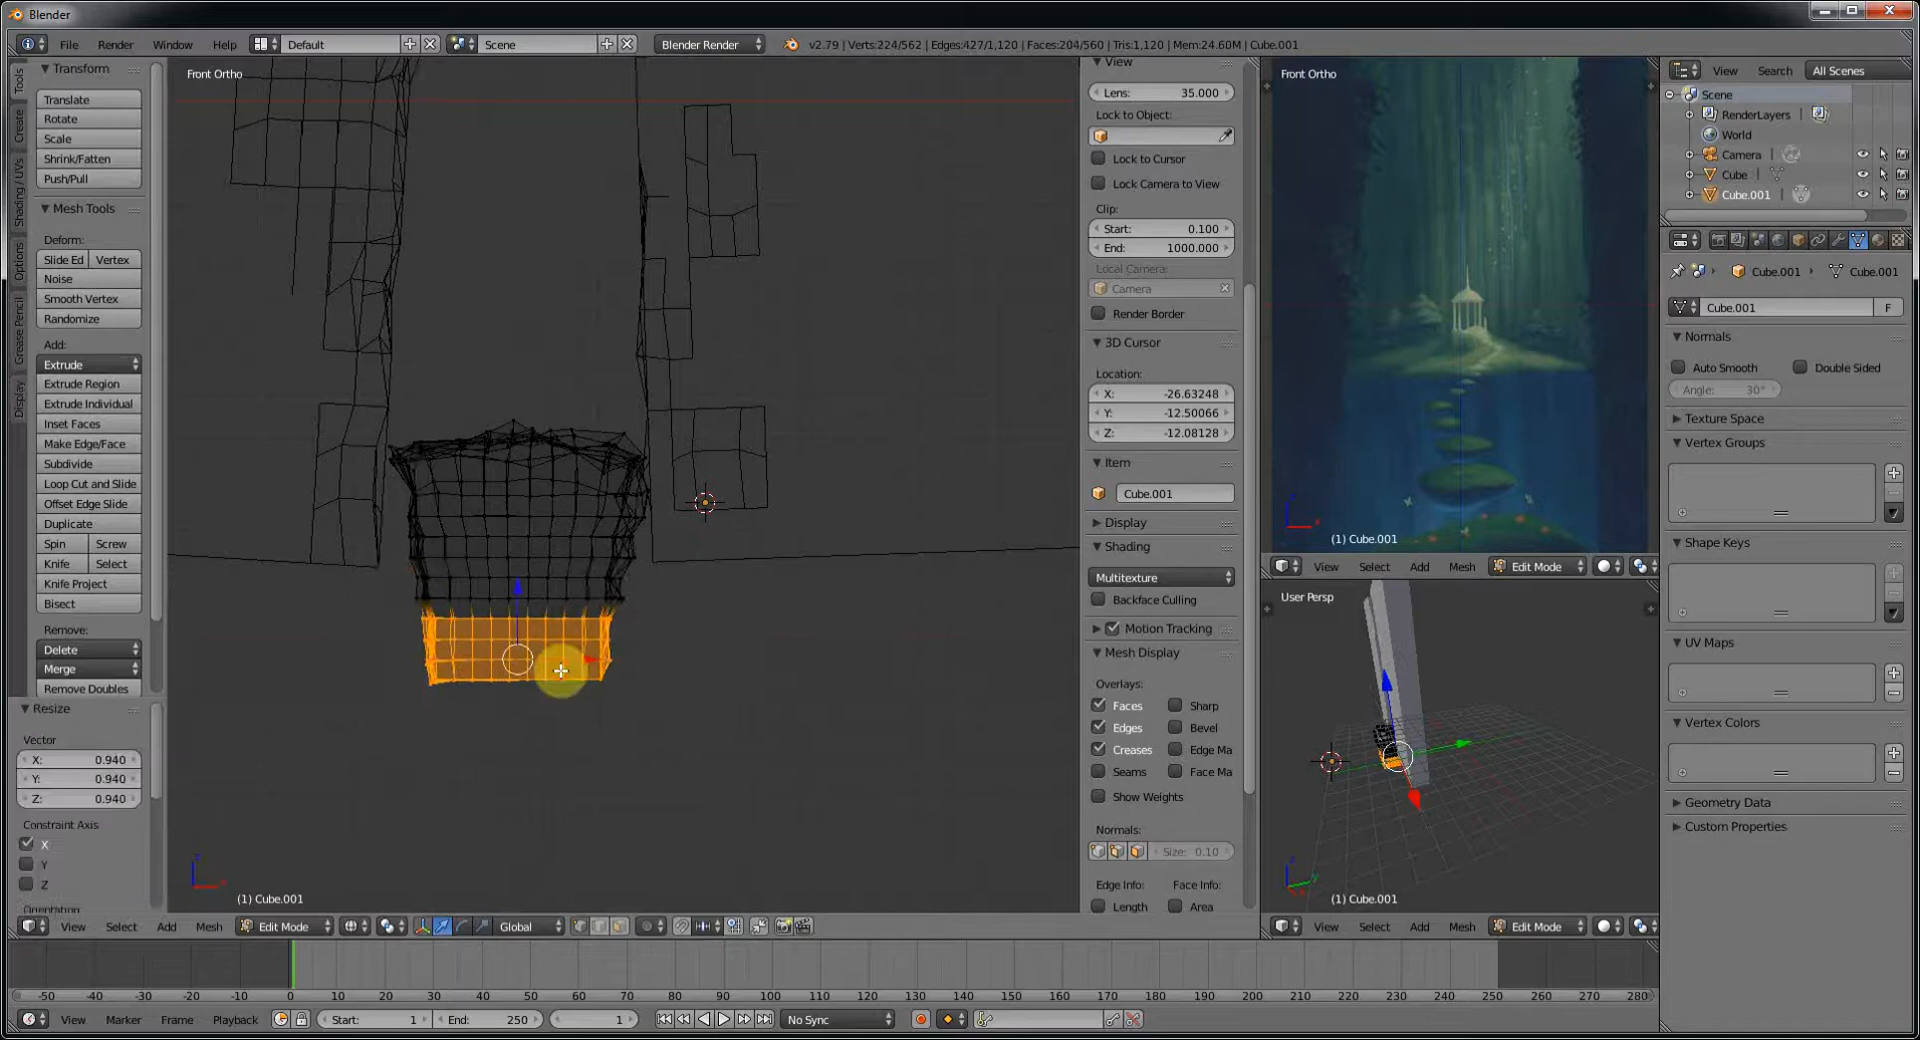 Blender
File Render Window Help Default Scene Blender Render v2.79 | Verts:224/562 | Edges:427/1,120 | Faces:204/560 | Tris:1,120 | Mem:24.60M | Cube.001
Tools
Create
Shading / UVs
Options
Grease Pencil
Display
Transform
Translate
Rotate
Scale
Shrink/Fatten
Push/Pull
Mesh Tools
Deform:
Slide Ed Vertex
Noise
Smooth Vertex
Randomize
Add:
Extrude
Extrude Region
Extrude Individual
Inset Faces
Make Edge/Face
Subdivide
Loop Cut and Slide
Offset Edge Slide
Duplicate
Spin Screw
Knife Select
Knife Project
Bisect
Remove:
Delete
Merge
Remove Doubles
Resize
Vector
X: 0.940
Y: 0.940
Z: 0.940
Constraint Axis
X
Y
Z
Orientation
Front Ortho
(1) Cube.001
View Select Add Mesh Edit Mode Global
View
Lens: 35.000
Lock to Object:
Lock to Cursor
Lock Camera to View
Clip:
Start: 0.100
End: 1000.000
Local Camera:
Camera
Render Border
3D Cursor
Location:
X: -26.63248
Y: -12.50066
Z: -12.08128
Item
Cube.001
Display
Shading
Multitexture
Backface Culling
Motion Tracking
Mesh Display
Overlays:
Faces Sharp
Edges Bevel
Creases Edge Ma
Seams Face Ma
Show Weights
Normals:
Size: 0.10
Edge Info: Face Info:
Length Area
Front Ortho
(1) Cube.001
View Select Add Mesh Edit Mode
User Persp
(1) Cube.001
View Select Add Mesh Edit Mode
View Search All Scenes
Scene
RenderLayers
World
Camera
Cube
Cube.001
Cube.001 Cube.001
Cube.001 F
Normals
Auto Smooth Double Sided
Angle: 30°
Texture Space
Vertex Groups
Shape Keys
UV Maps
Vertex Colors
Geometry Data
Custom Properties
-50 -40 -30 -20 -10 0 10 20 30 40 50 60 70 80 90 100 110 120 130 140 150 160 170 180 190 200 210 220 230 240 250 260 270 280
View Marker Frame Playback Start: 1 End: 250 1 No Sync